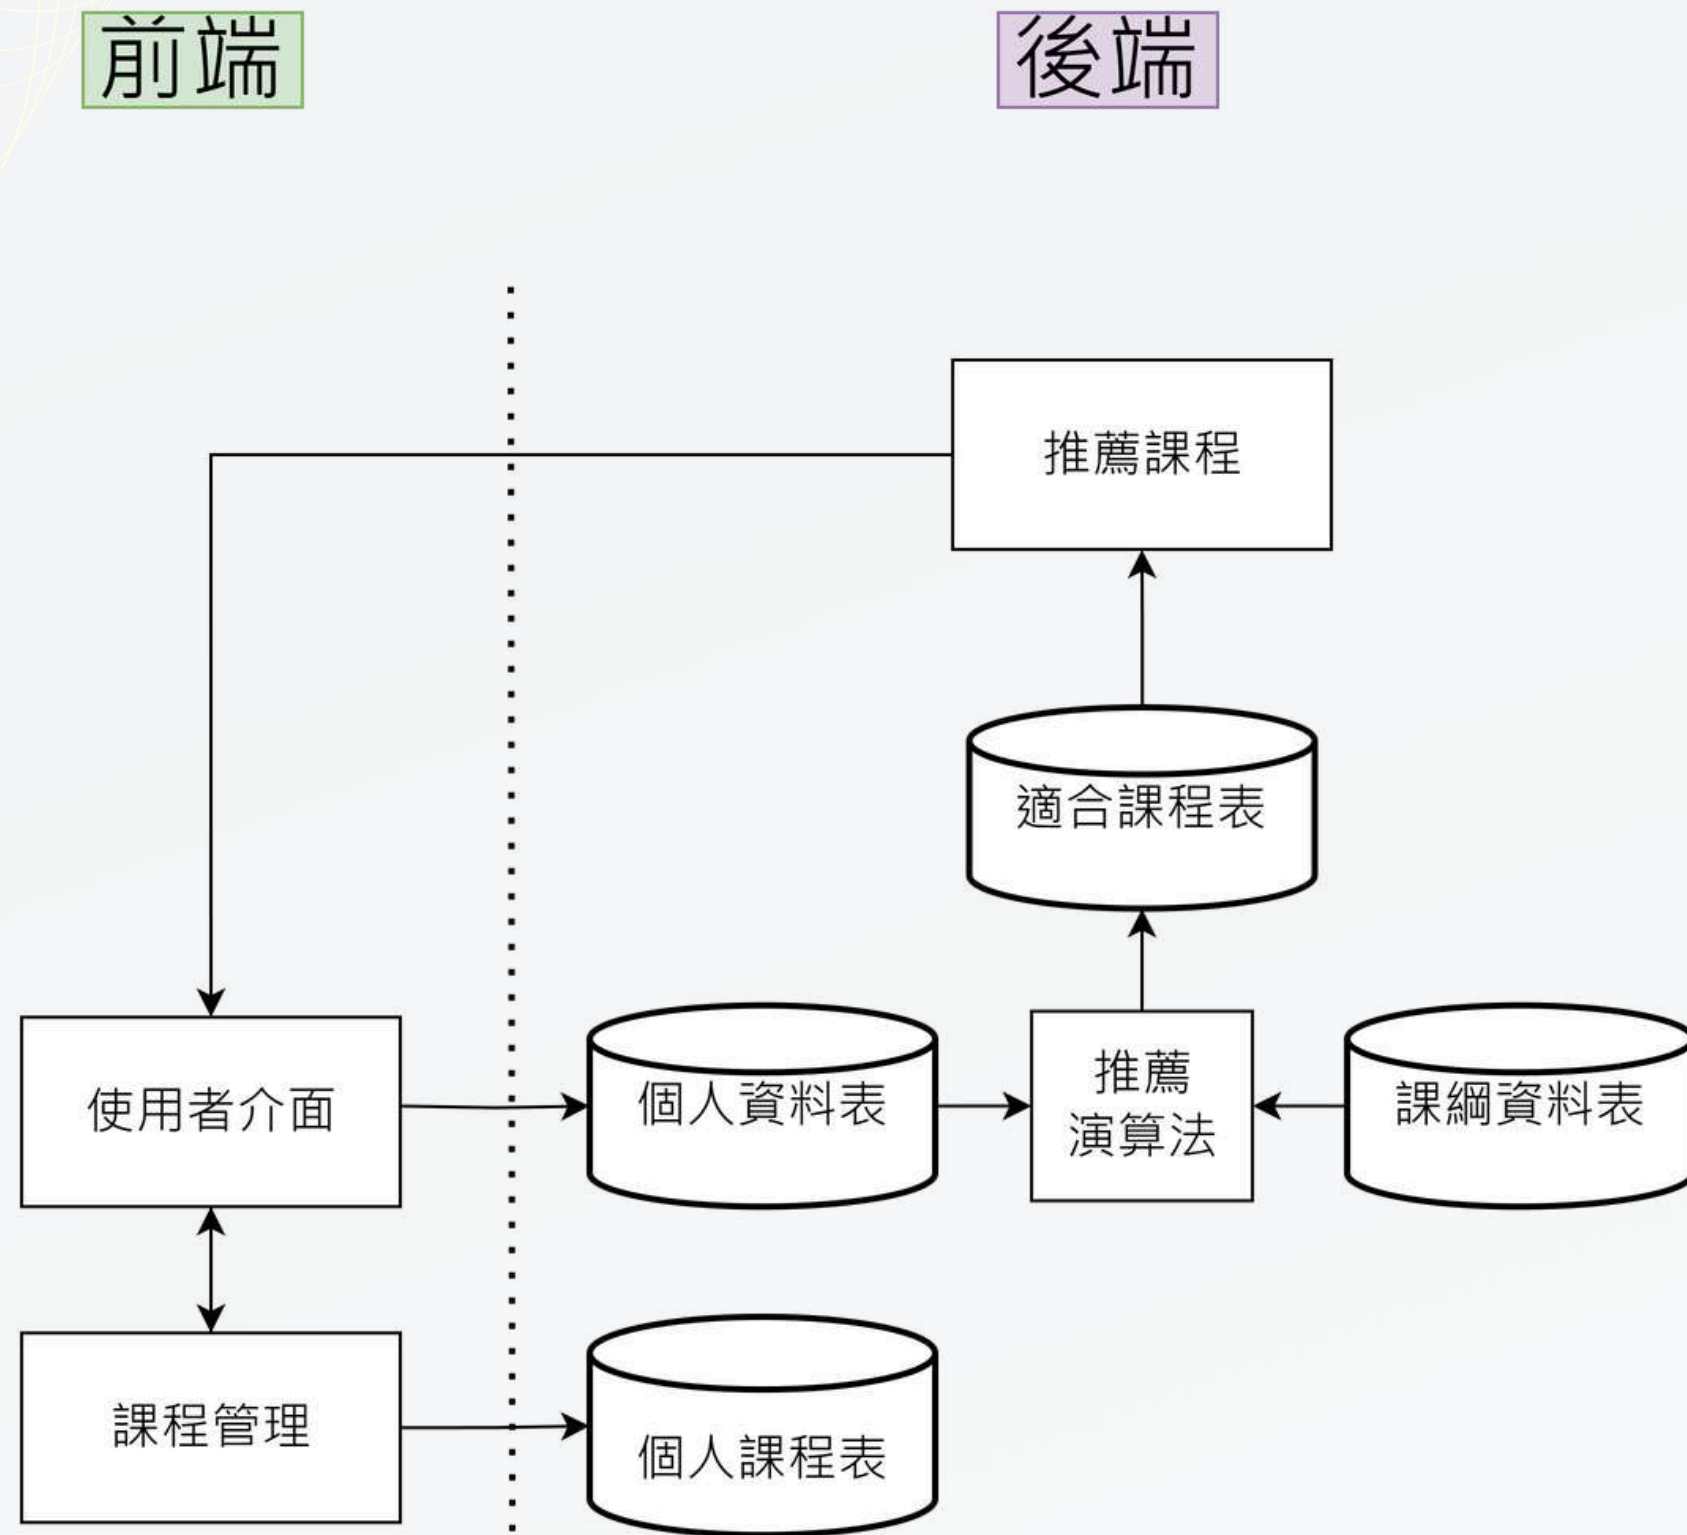 前端
後端
推薦課程
適合課程表
使用者介面
個人資料表
推薦
演算法
課綱資料表
課程管理
個人課程表